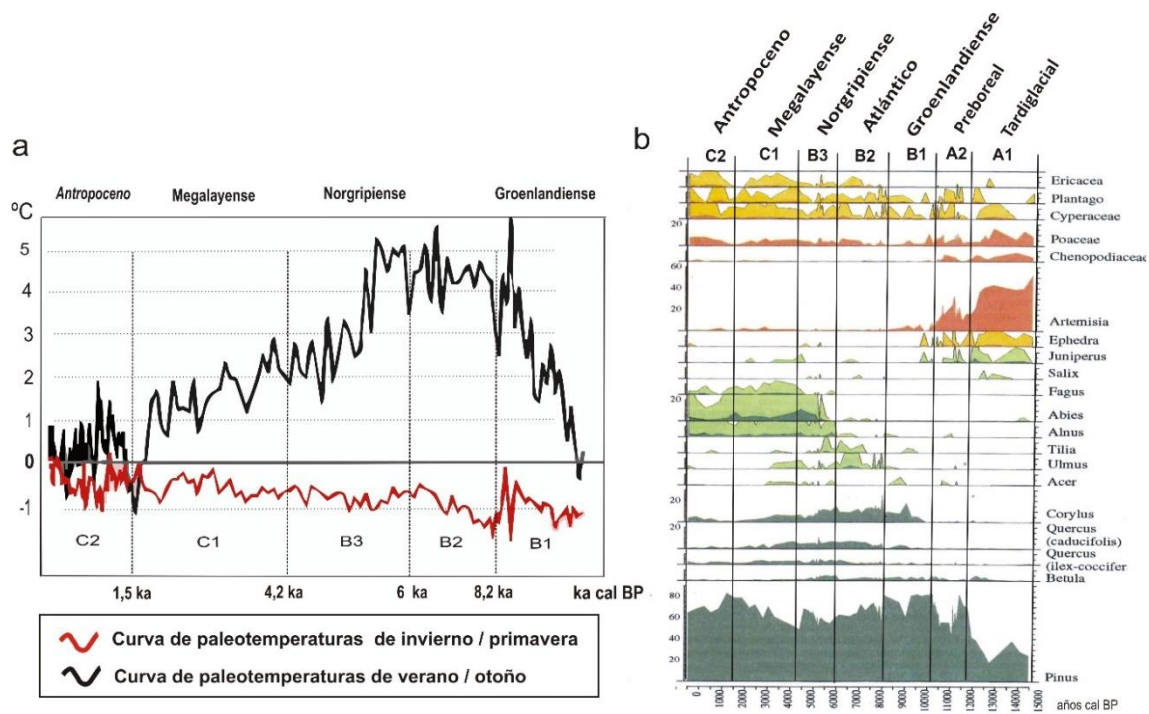 a
ºC
Antropoceno
Megalayense
Norgripiense
Groenlandiense
5
4
3
2
1
0
-1
C2
C1
B3
B2
B1
1,5 ka
4,2 ka
6 ka
8,2 ka
ka cal BP
Curva de paleotemperaturas de invierno / primavera
Curva de paleotemperaturas de verano / otoño
b
Antropoceno
Megalayense
Norgripiense
Atlántico
Groenlandiense
Preboreal
Tardiglacial
C2
C1
B3
B2
B1
A2
A1
Ericacea
Plantago
Cyperaceae
20
Poaceae
Chenopodiaceae
60
40
20
Artemisia
Ephedra
Juniperus
Salix
Fagus
20
Abies
Alnus
Tilia
Ulmus
Acer
20
Corylus
20
Quercus
(caducifolis)
Quercus
(ilex-coccifer
Betula
80
60
40
20
Pinus
0
1000
2000
3000
4000
5000
6000
7000
8000
9000
10000
11000
12000
13000
14000
15000
años cal BP